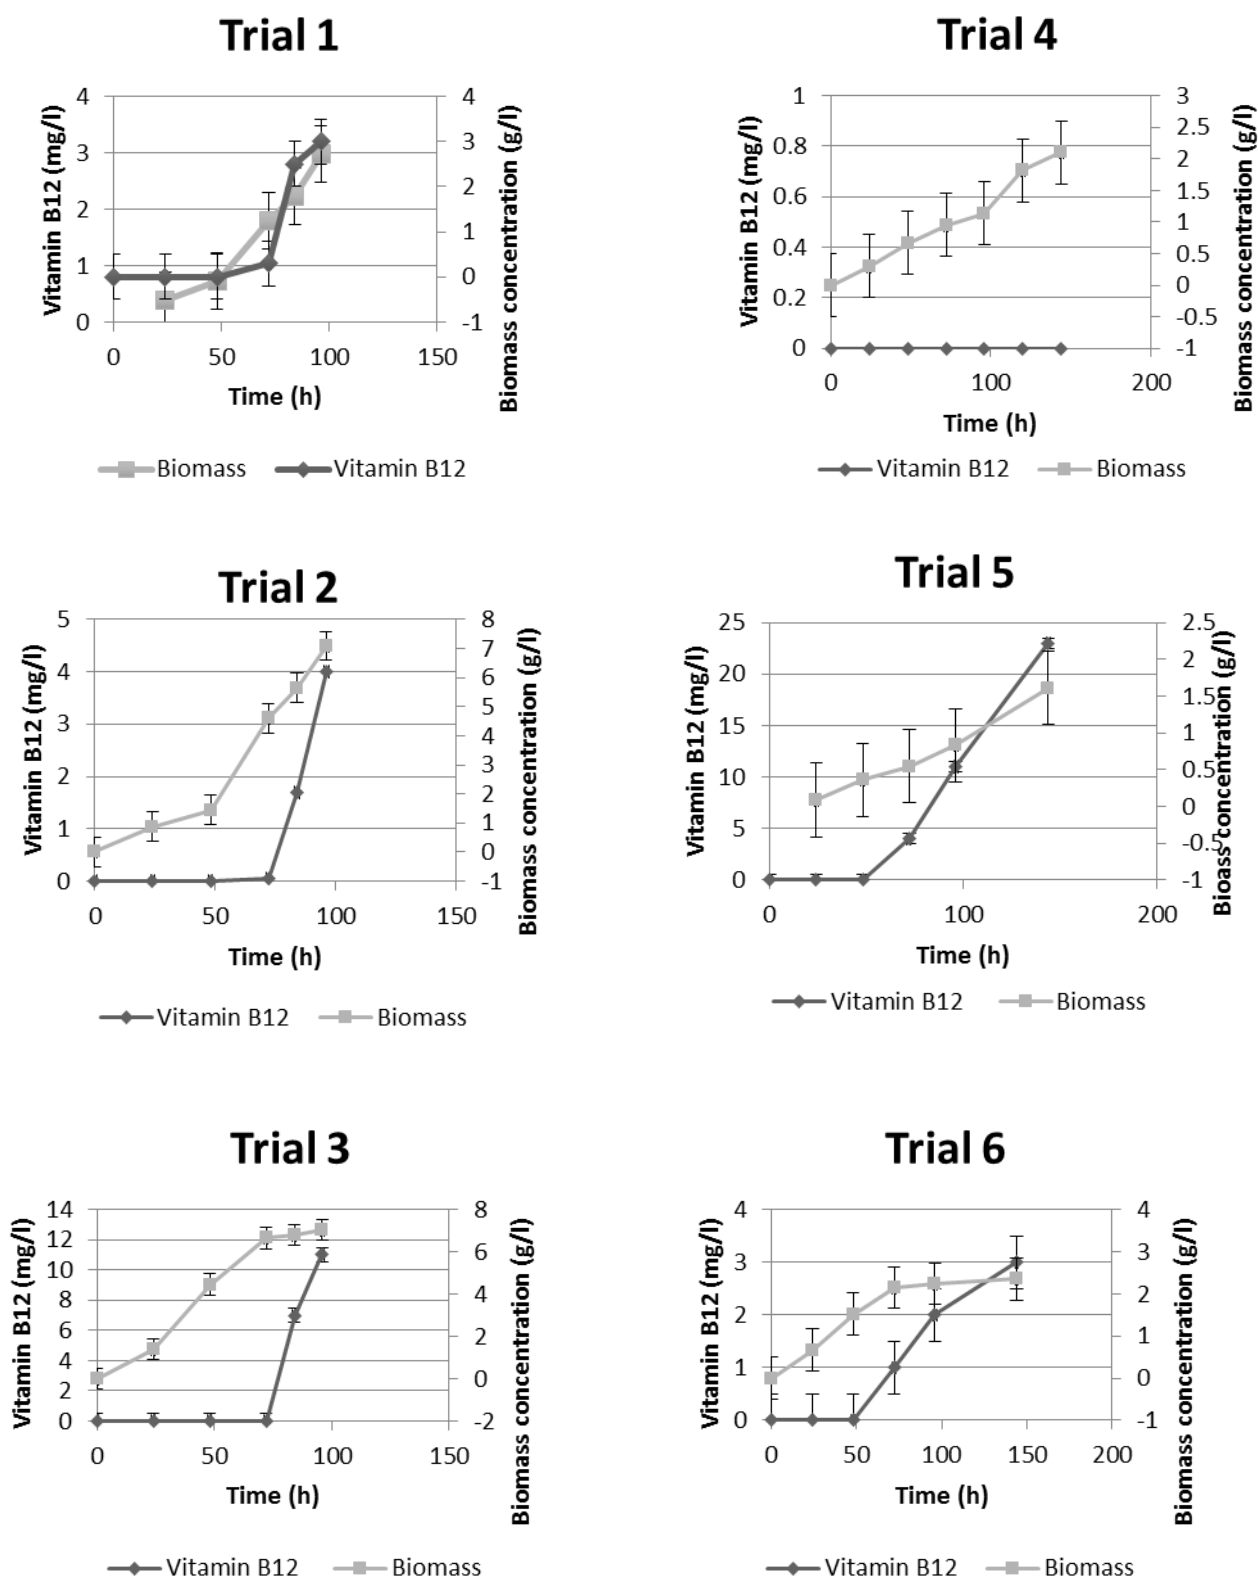 Trial 1
Vitamin B12 (mg/l)
4
3
2
1
0
4
3
2
1
0
-1
Biomass concentration (g/l)
0 50 100 150
Time (h)
Biomass Vitamin B12
Trial 4
Vitamin B12 (mg/l)
1
0.8
0.6
0.4
0.2
0
3
2.5
2
1.5
1
0.5
0
-0.5
-1
Biomass concentration (g/l)
0 100 200
Time (h)
Vitamin B12 Biomass
Trial 2
Vitamin B12 (mg/l)
5
4
3
2
1
0
8
7
6
5
4
3
2
1
0
-1
Biomass concentration (g/l)
0 50 100 150
Time (h)
Vitamin B12 Biomass
Trial 5
Vitamin B12 (mg/l)
25
20
15
10
5
0
2.5
2
1.5
1
0.5
0
-0.5
-1
Bioass concentration (g/l)
0 100 200
Time (h)
Vitamin B12 Biomass
Trial 3
Vitamin B12 (mg/l)
14
12
10
8
6
4
2
0
8
6
4
2
0
-2
Biomass concentration (g/l)
0 50 100 150
Time (h)
Vitamin B12 Biomass
Trial 6
Vitamin B12 (mg/l)
4
3
2
1
0
4
3
2
1
0
-1
Biomass concentration (g/l)
0 50 100 150 200
Time (h)
Vitamin B12 Biomass